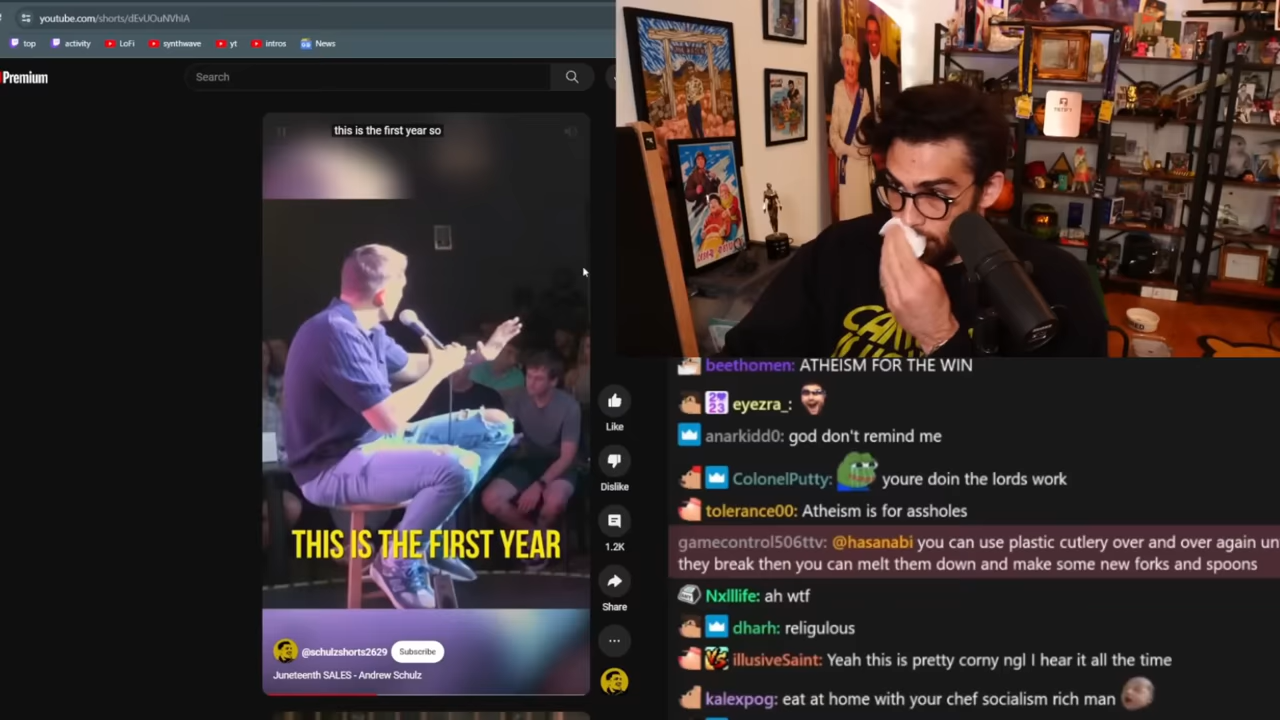 youtube.com/shorts/dEvUOuNVhlA
top activity LoFi synthwave yt intros News
Premium
Search
this is the first year so
THIS IS THE FIRST YEAR
Like
Dislike
1.2K
Share
@schulzshorts2629 Subscribe
Juneteenth SALES - Andrew Schulz
beethomen: ATHEISM FOR THE WIN
eyezra_:
anarkidd0: god don't remind me
ColonelPutty: youre doin the lords work
tolerance00: Atheism is for assholes
gamecontrol506ttv: @hasanabi you can use plastic cutlery over and over again un
they break then you can melt them down and make some new forks and spoons
Nxlllife: ah wtf
dharh: religulous
illusiveSaint: Yeah this is pretty corny ngl I hear it all the time
kalexpog: eat at home with your chef socialism rich man